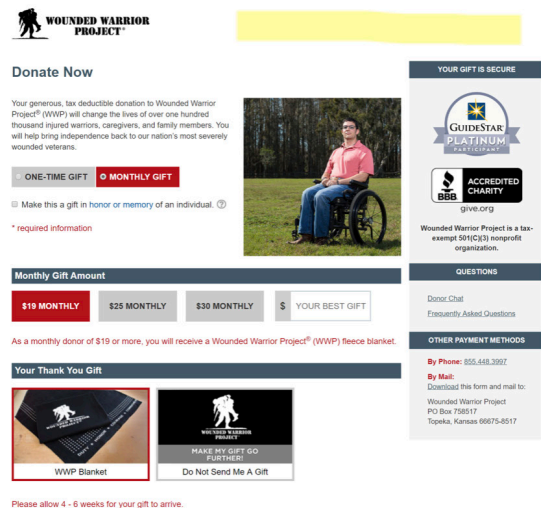 WOUNDED WARRIOR
PROJECT®
Donate Now
Your generous, tax deductible donation to Wounded Warrior
Project® (WWP) will change the lives of over one hundred
thousand injured warriors, caregivers, and family members. You
will help bring independence back to our nation's most severely
wounded veterans.
ONE-TIME GIFT
MONTHLY GIFT
Make this a gift in honor or memory of an individual. ?
* required information
Monthly Gift Amount
$19 MONTHLY
$25 MONTHLY
$30 MONTHLY
$ YOUR BEST GIFT
As a monthly donor of $19 or more, you will receive a Wounded Warrior Project® (WWP) fleece blanket.
Your Thank You Gift
WWP Blanket
WOUNDED WARRIOR
PROJECT
MAKE MY GIFT GO
FURTHER!
Do Not Send Me A Gift
Please allow 4 - 6 weeks for your gift to arrive.
YOUR GIFT IS SECURE
GUIDESTAR
PLATINUM
PARTICIPANT
BBB
ACCREDITED
CHARITY
give.org
Wounded Warrior Project is a tax-
exempt 501(C)(3) nonprofit
organization.
QUESTIONS
Donor Chat
Frequently Asked Questions
OTHER PAYMENT METHODS
By Phone: 855.448.3997
By Mail:
Download this form and mail to:
Wounded Warrior Project
PO Box 758517
Topeka, Kansas 66675-8517